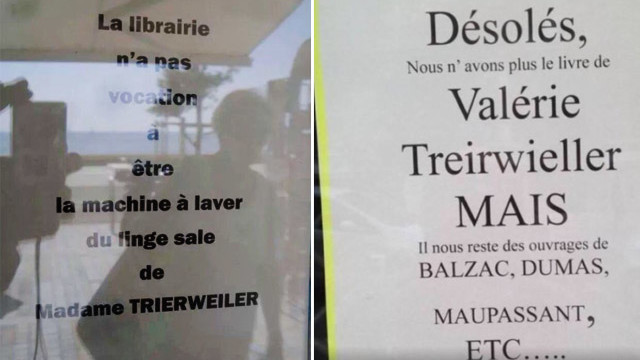 La librairie
n'a pas
vocation
à
être
la machine à laver
du linge sale
de
Madame TRIERWEILER
Désolés,
Nous n' avons plus le livre de
Valérie
Treirwieller
MAIS
Il nous reste des ouvrages de
BALZAC, DUMAS,
MAUPASSANT,
ETC…..